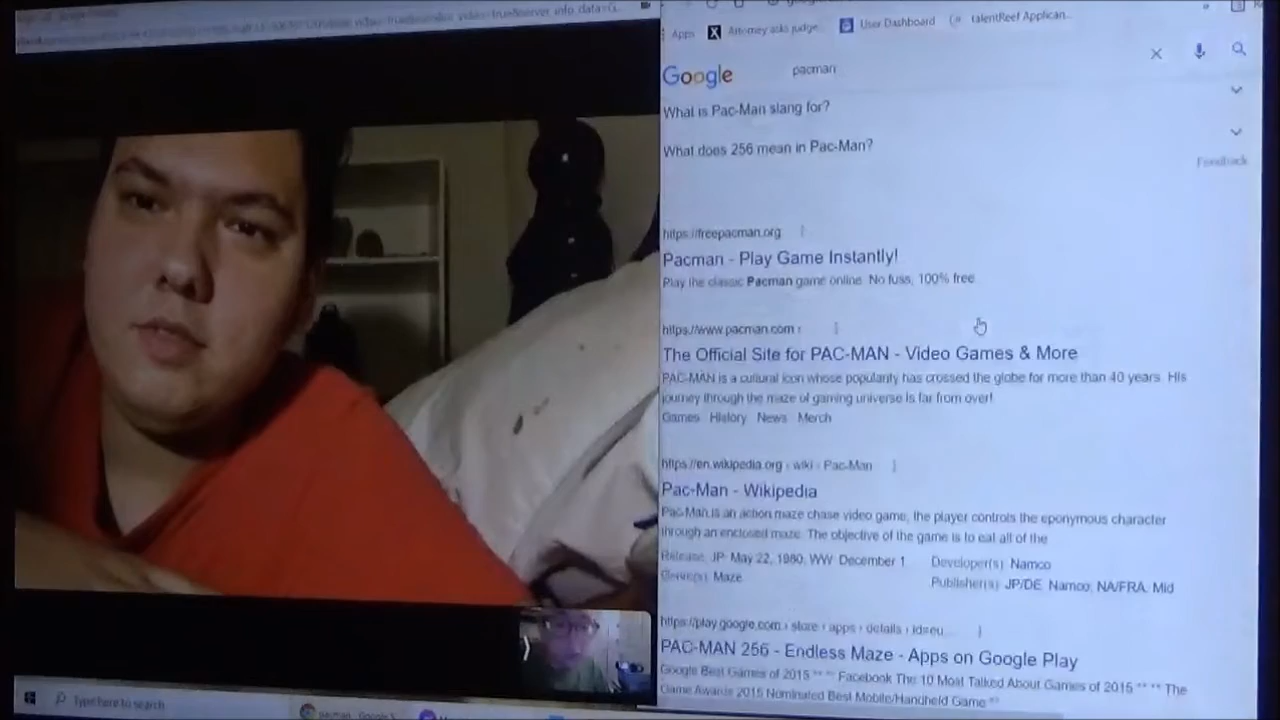 Apps
X
Attorney asks judge...
User Dashboard
talentReef Applican...
Google
pacman
What is Pac-Man slang for?
What does 256 mean in Pac-Man?
Feedback
https://freepacman.org
Pacman - Play Game Instantly!
Play the classic Pacman game online. No fuss, 100% free.
https://www.pacman.com ›
The Official Site for PAC-MAN - Video Games & More
PAC-MAN is a cultural icon whose popularity has crossed the globe for more than 40 years. His
journey through the maze of gaming universe is far from over!
Games History News Merch
https://en.wikipedia.org › wiki › Pac-Man
Pac-Man - Wikipedia
Pac-Man is an action maze chase video game; the player controls the eponymous character
through an enclosed maze. The objective of the game is to eat all of the
Release: JP: May 22, 1980; WW: December 1... Developer(s): Namco
Genre(s): Maze Publisher(s): JP/DE: Namco; NA/FRA: Mid
https://play.google.com › store › apps › details › id=eu...
PAC-MAN 256 - Endless Maze - Apps on Google Play
Google Best Games of 2015 ** ** Facebook The 10 Most Talked About Games of 2015 ** ** The
Game Awards 2015 Nominated Best Mobile/Handheld Game **
Type here to search
pacman - Google S...